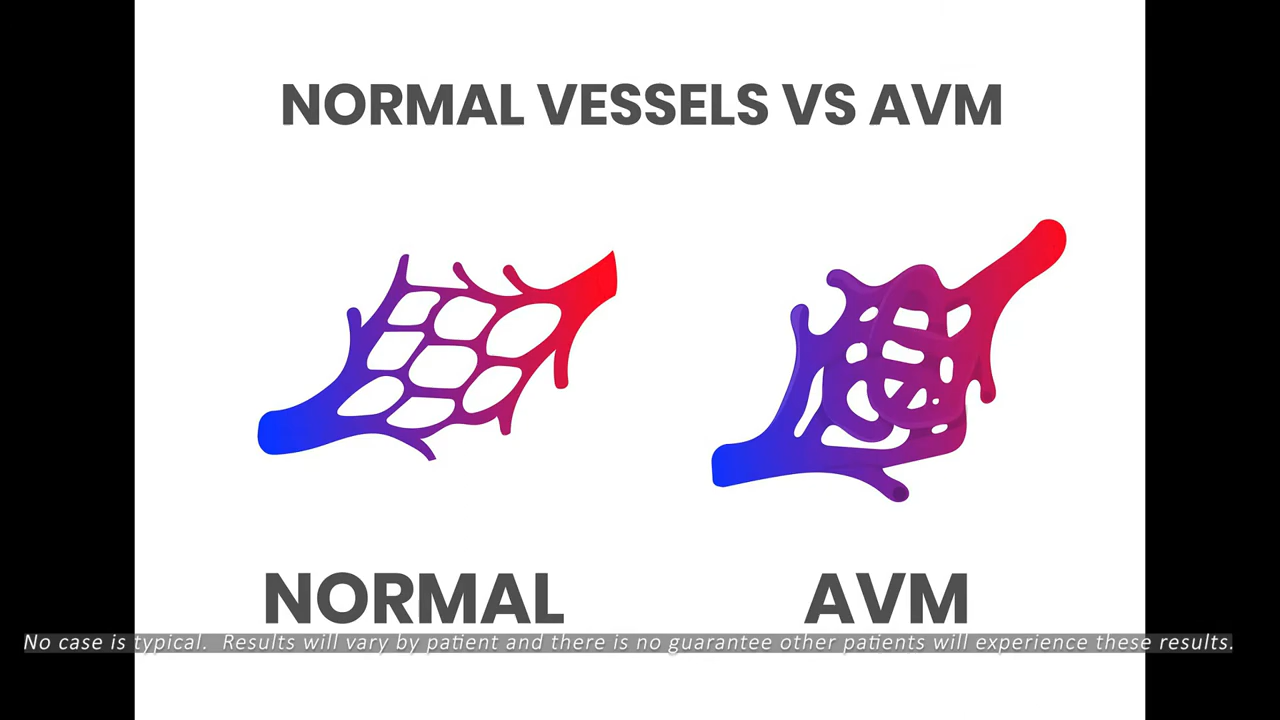 NORMAL VESSELS VS AVM
NORMAL
AVM
No case is typical.  Results will vary by patient and there is no guarantee other patients will experience these results.